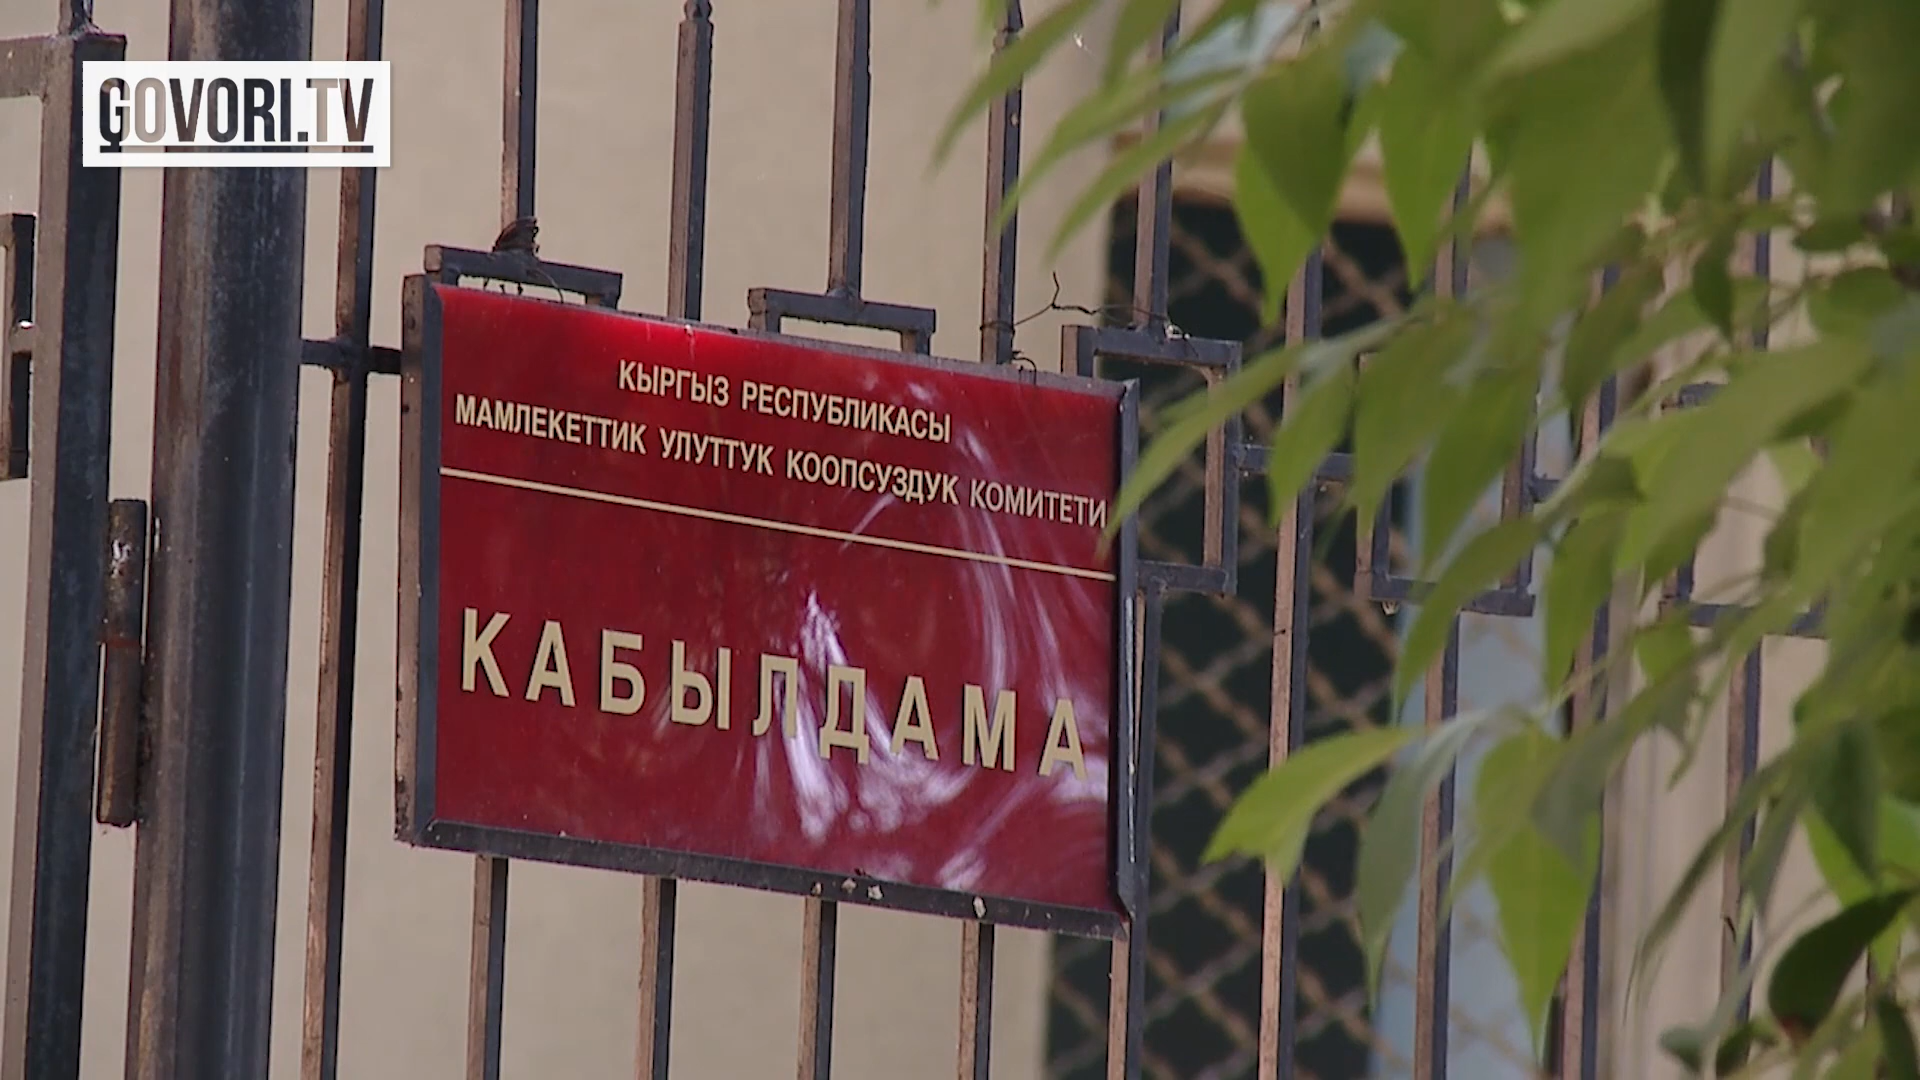 GOVORI.TV
КЫРГЫЗ РЕСПУБЛИКАСЫ
МАМЛЕКЕТТИК УЛУТТУК КООПСУЗДУК КОМИТЕТИ
КАБЫЛДАМА